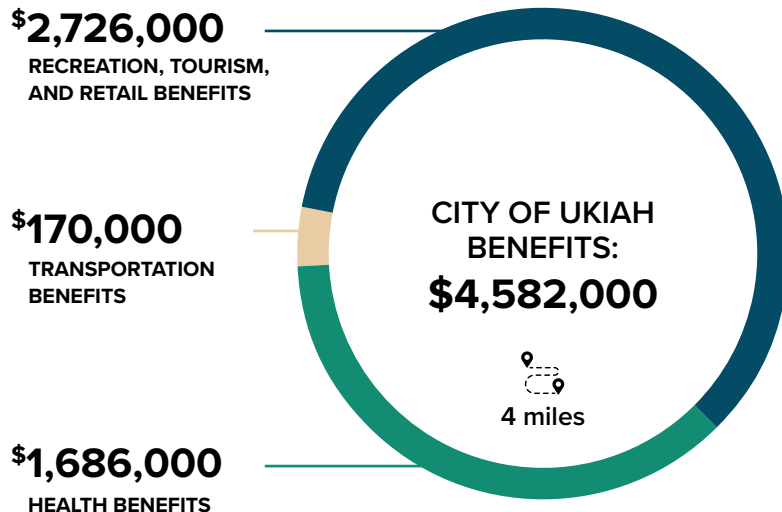 $2,726,000
RECREATION, TOURISM,
AND RETAIL BENEFITS
$170,000
TRANSPORTATION
BENEFITS
$1,686,000
HEALTH BENEFITS
CITY OF UKIAH
BENEFITS:
$4,582,000
4 miles